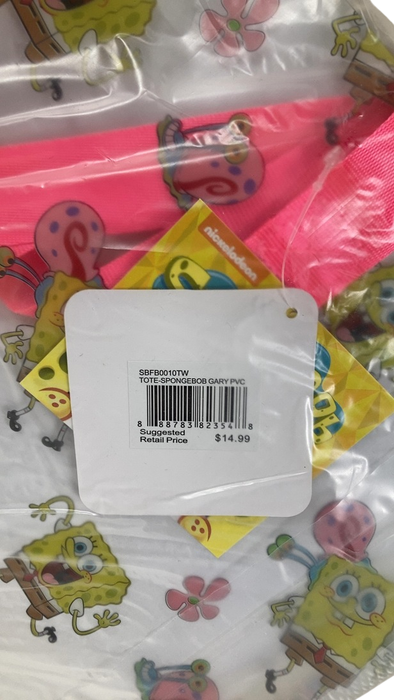 nickelodeon
SBFB0010TW
TOTE-SPONGEBOB GARY PVC
8 88783 82354 8
Suggested
Retail Price $14.99